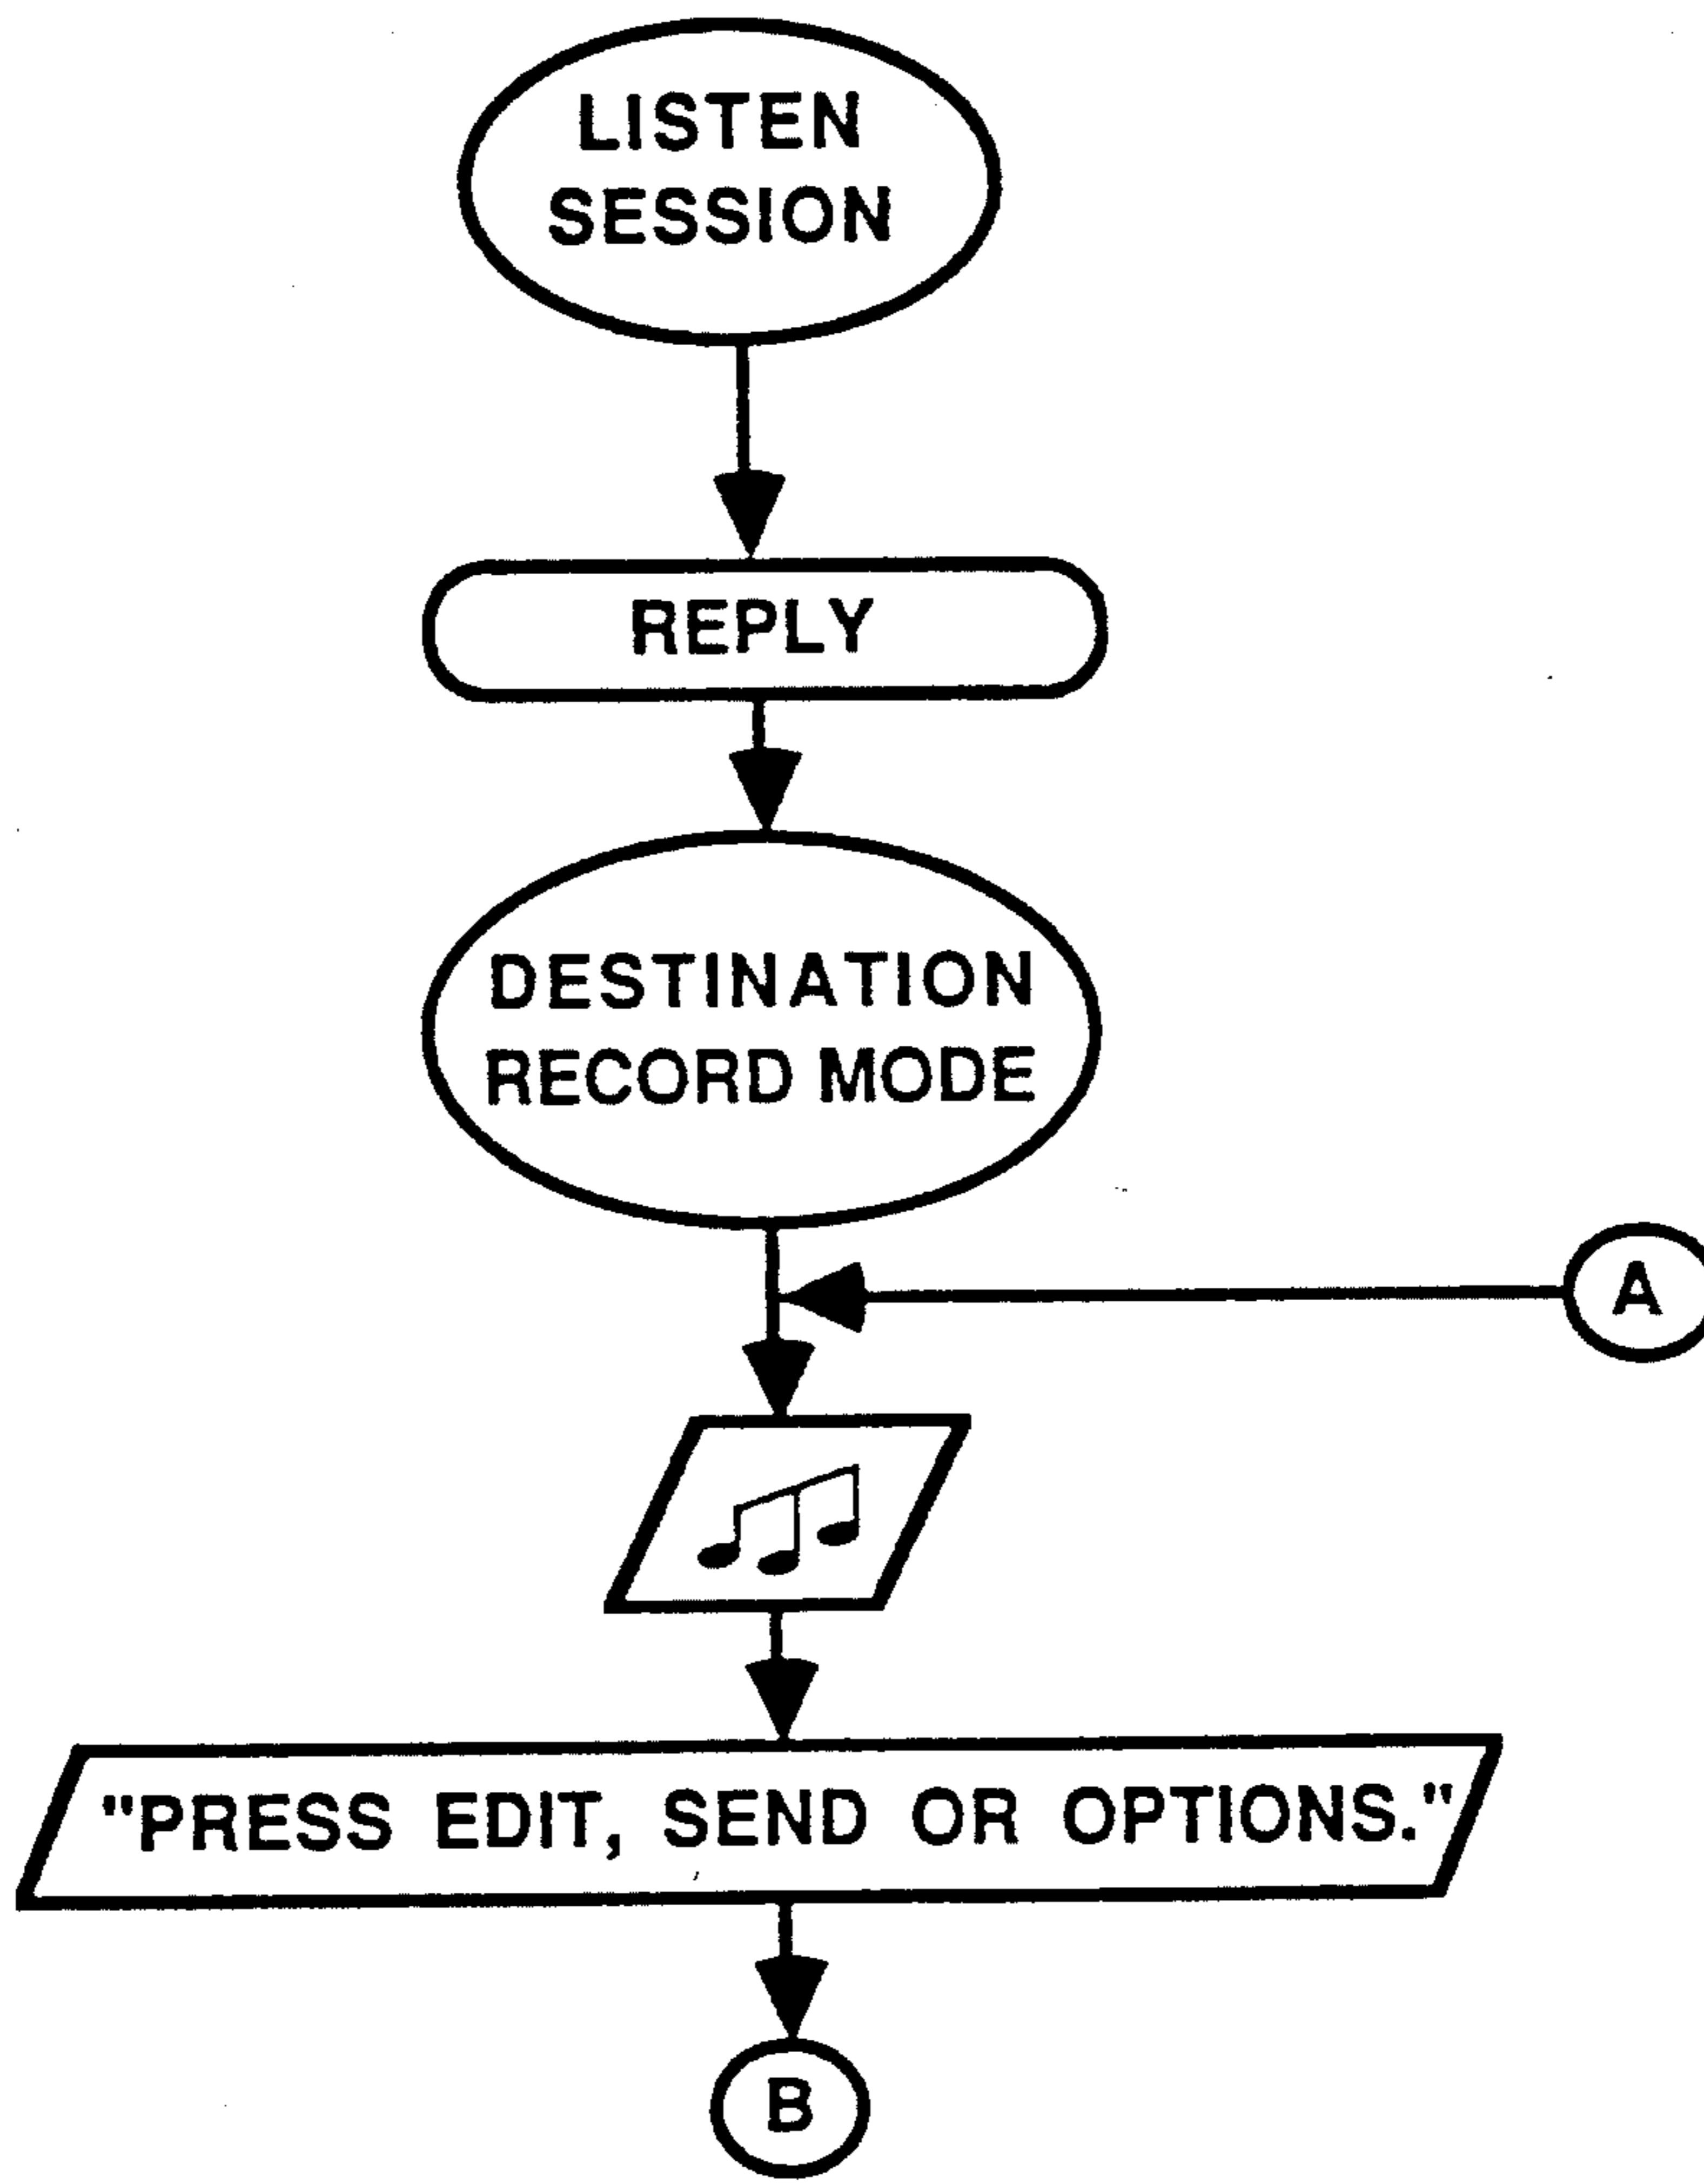 LISTEN
SESSION
REPLY
DESTINATION
RECORD MODE
A
"PRESS EDIT, SEND OR OPTIONS."
B